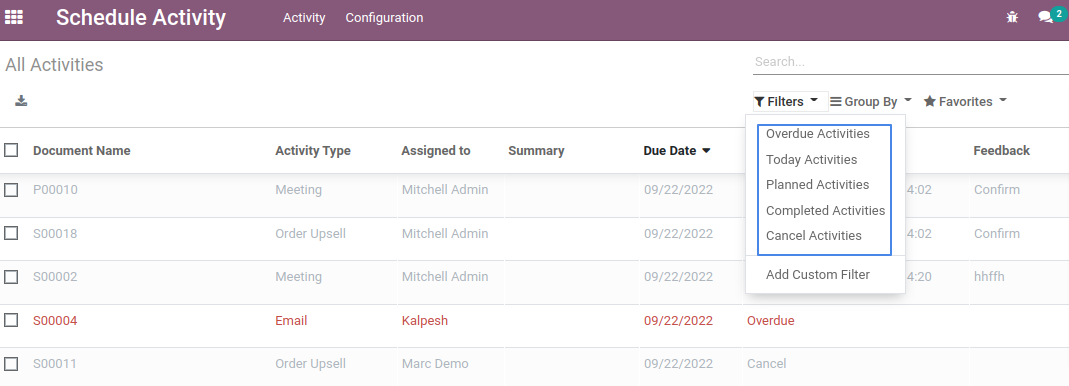 Schedule Activity Activity Configuration 2
All Activities Search...
Filters Group By Favorites
Overdue Activities
Today Activities
Planned Activities
Completed Activities
Cancel Activities
Add Custom Filter
Document Name Activity Type Assigned to Summary Due Date Feedback
P00010 Meeting Mitchell Admin 09/22/2022 4:02 Confirm
S00018 Order Upsell Mitchell Admin 09/22/2022 4:02 Confirm
S00002 Meeting Mitchell Admin 09/22/2022 4:20 hhffh
S00004 Email Kalpesh 09/22/2022 Overdue
S00011 Order Upsell Marc Demo 09/22/2022 Cancel